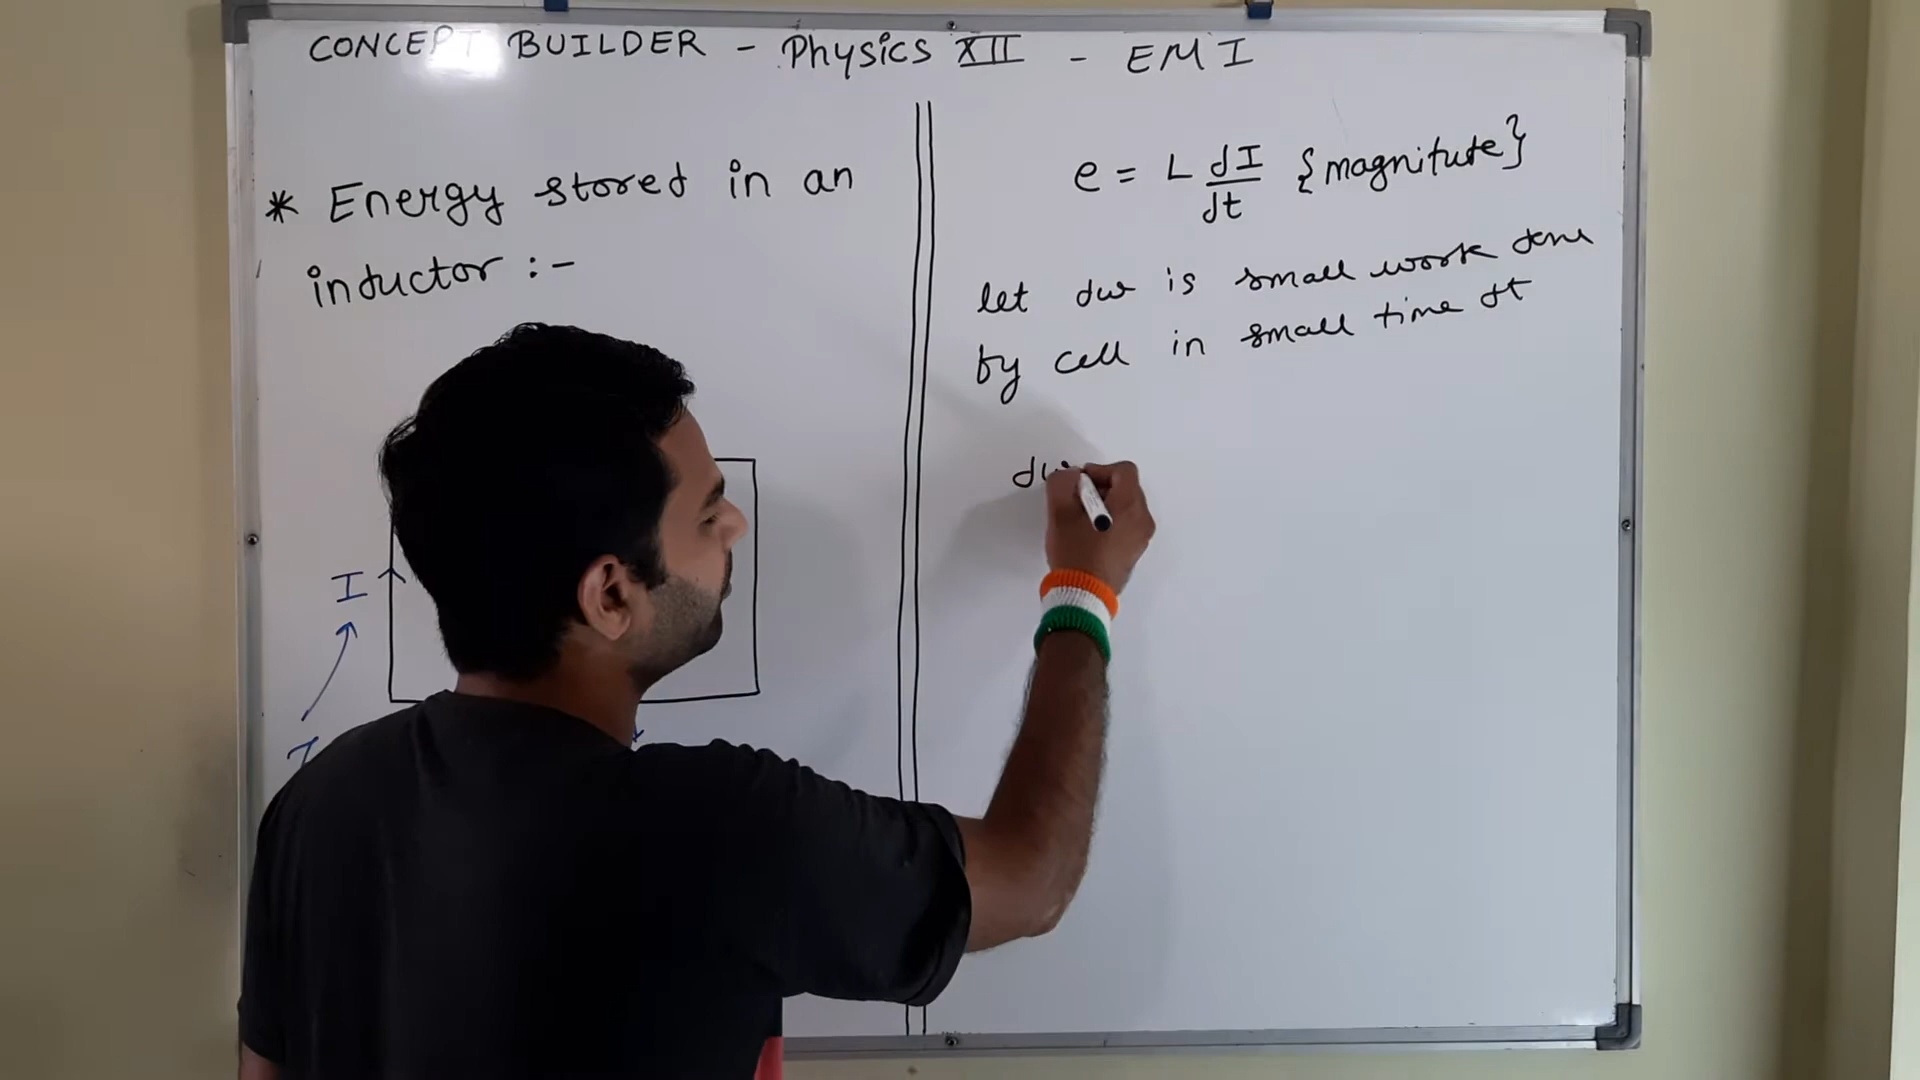 CONCEPT BUILDER - Physics XII - EMI
* Energy stored in an
inductor :-
I
e = L dI/dt {magnitute}
let dw is small work done
by cell in small time dt
dw